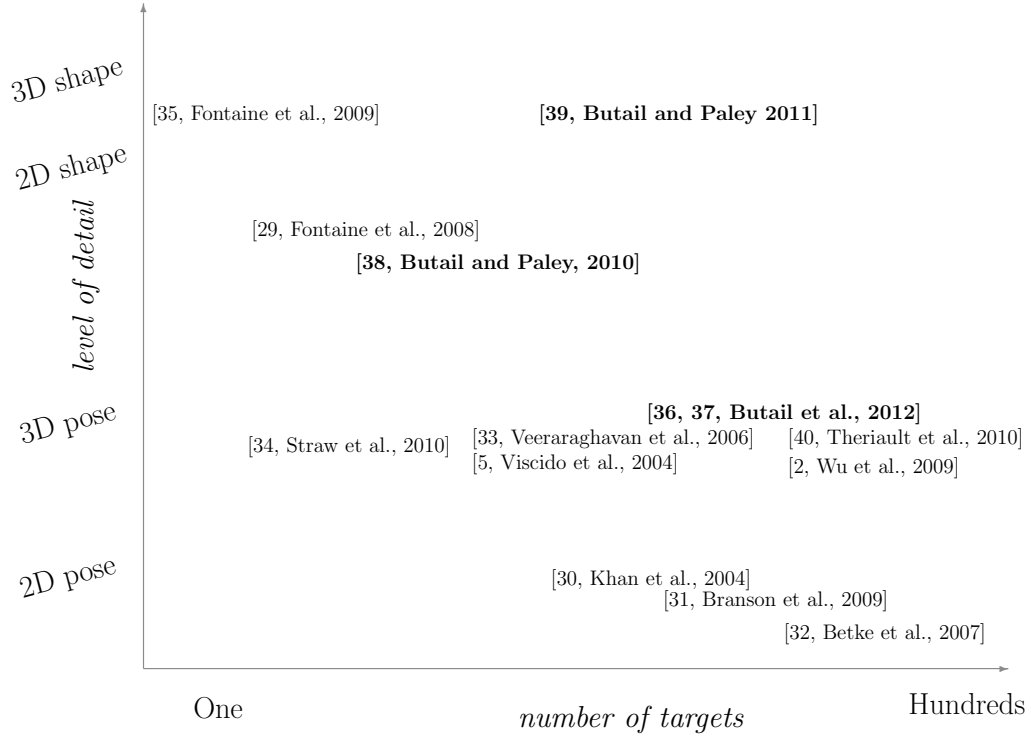 3D shape
[35, Fontaine et al., 2009]
[39, Butail and Paley 2011]
2D shape
level of detail
[29, Fontaine et al., 2008]
[38, Butail and Paley, 2010]
3D pose
[36, 37, Butail et al., 2012]
[34, Straw et al., 2010]
[33, Veeraraghavan et al., 2006]
[40, Theriault et al., 2010]
[5, Viscido et al., 2004]
[2, Wu et al., 2009]
2D pose
[30, Khan et al., 2004]
[31, Branson et al., 2009]
[32, Betke et al., 2007]
One
number of targets
Hundreds